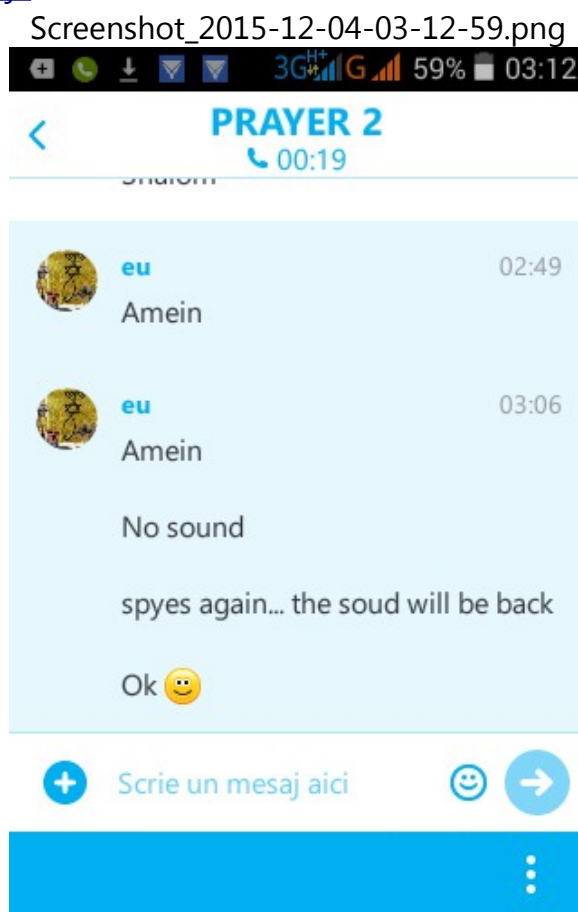 Screenshot_2015-12-04-03-12-59.png
3G H+ G 59% 03:12
PRAYER 2
00:19
Shalom
eu 02:49
Amein
eu 03:06
Amein
No sound
spyes again... the soud will be back
Ok
Scrie un mesaj aici